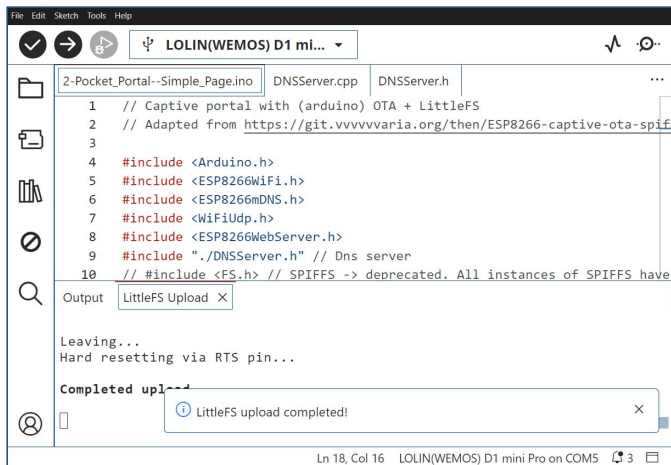 File Edit Sketch Tools Help
LOLIN(WEMOS) D1 mi...
2-Pocket_Portal--Simple_Page.ino DNSServer.cpp DNSServer.h ...
1 // Captive portal with (arduino) OTA + LittleFS
2 // Adapted from https://git.vvvvvvaria.org/then/ESP8266-captive-ota-spif
3
4 #include <Arduino.h>
5 #include <ESP8266WiFi.h>
6 #include <ESP8266mDNS.h>
7 #include <WiFiUdp.h>
8 #include <ESP8266WebServer.h>
9 #include "./DNSServer.h" // Dns server
10 // #include <FS.h> // SPIFFS -> deprecated. All instances of SPIFFS have
Output LittleFS Upload ×
Leaving...
Hard resetting via RTS pin...
Completed upload
LittleFS upload completed! ×
Ln 18, Col 16 LOLIN(WEMOS) D1 mini Pro on COM5 3